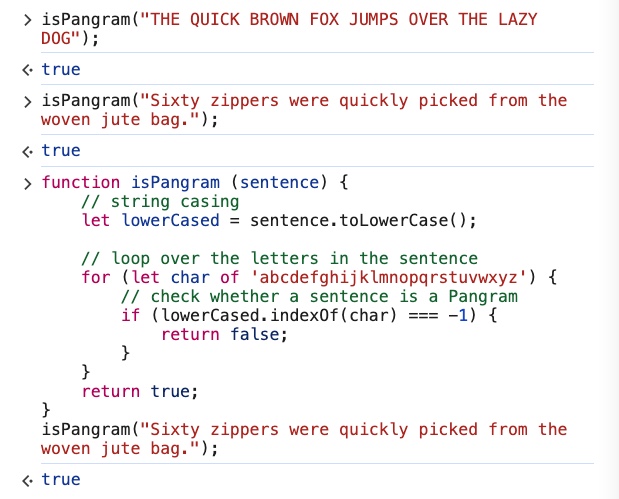 > isPangram("THE QUICK BROWN FOX JUMPS OVER THE LAZY
DOG");
<· true
> isPangram("Sixty zippers were quickly picked from the
woven jute bag.");
<· true
> function isPangram (sentence) {
    // string casing
    let lowerCased = sentence.toLowerCase();
    // loop over the letters in the sentence
    for (let char of 'abcdefghijklmnopqrstuvwxyz') {
        // check whether a sentence is a Pangram
        if (lowerCased.indexOf(char) === -1) {
            return false;
        }
    }
    return true;
}
isPangram("Sixty zippers were quickly picked from the
woven jute bag.");
<· true